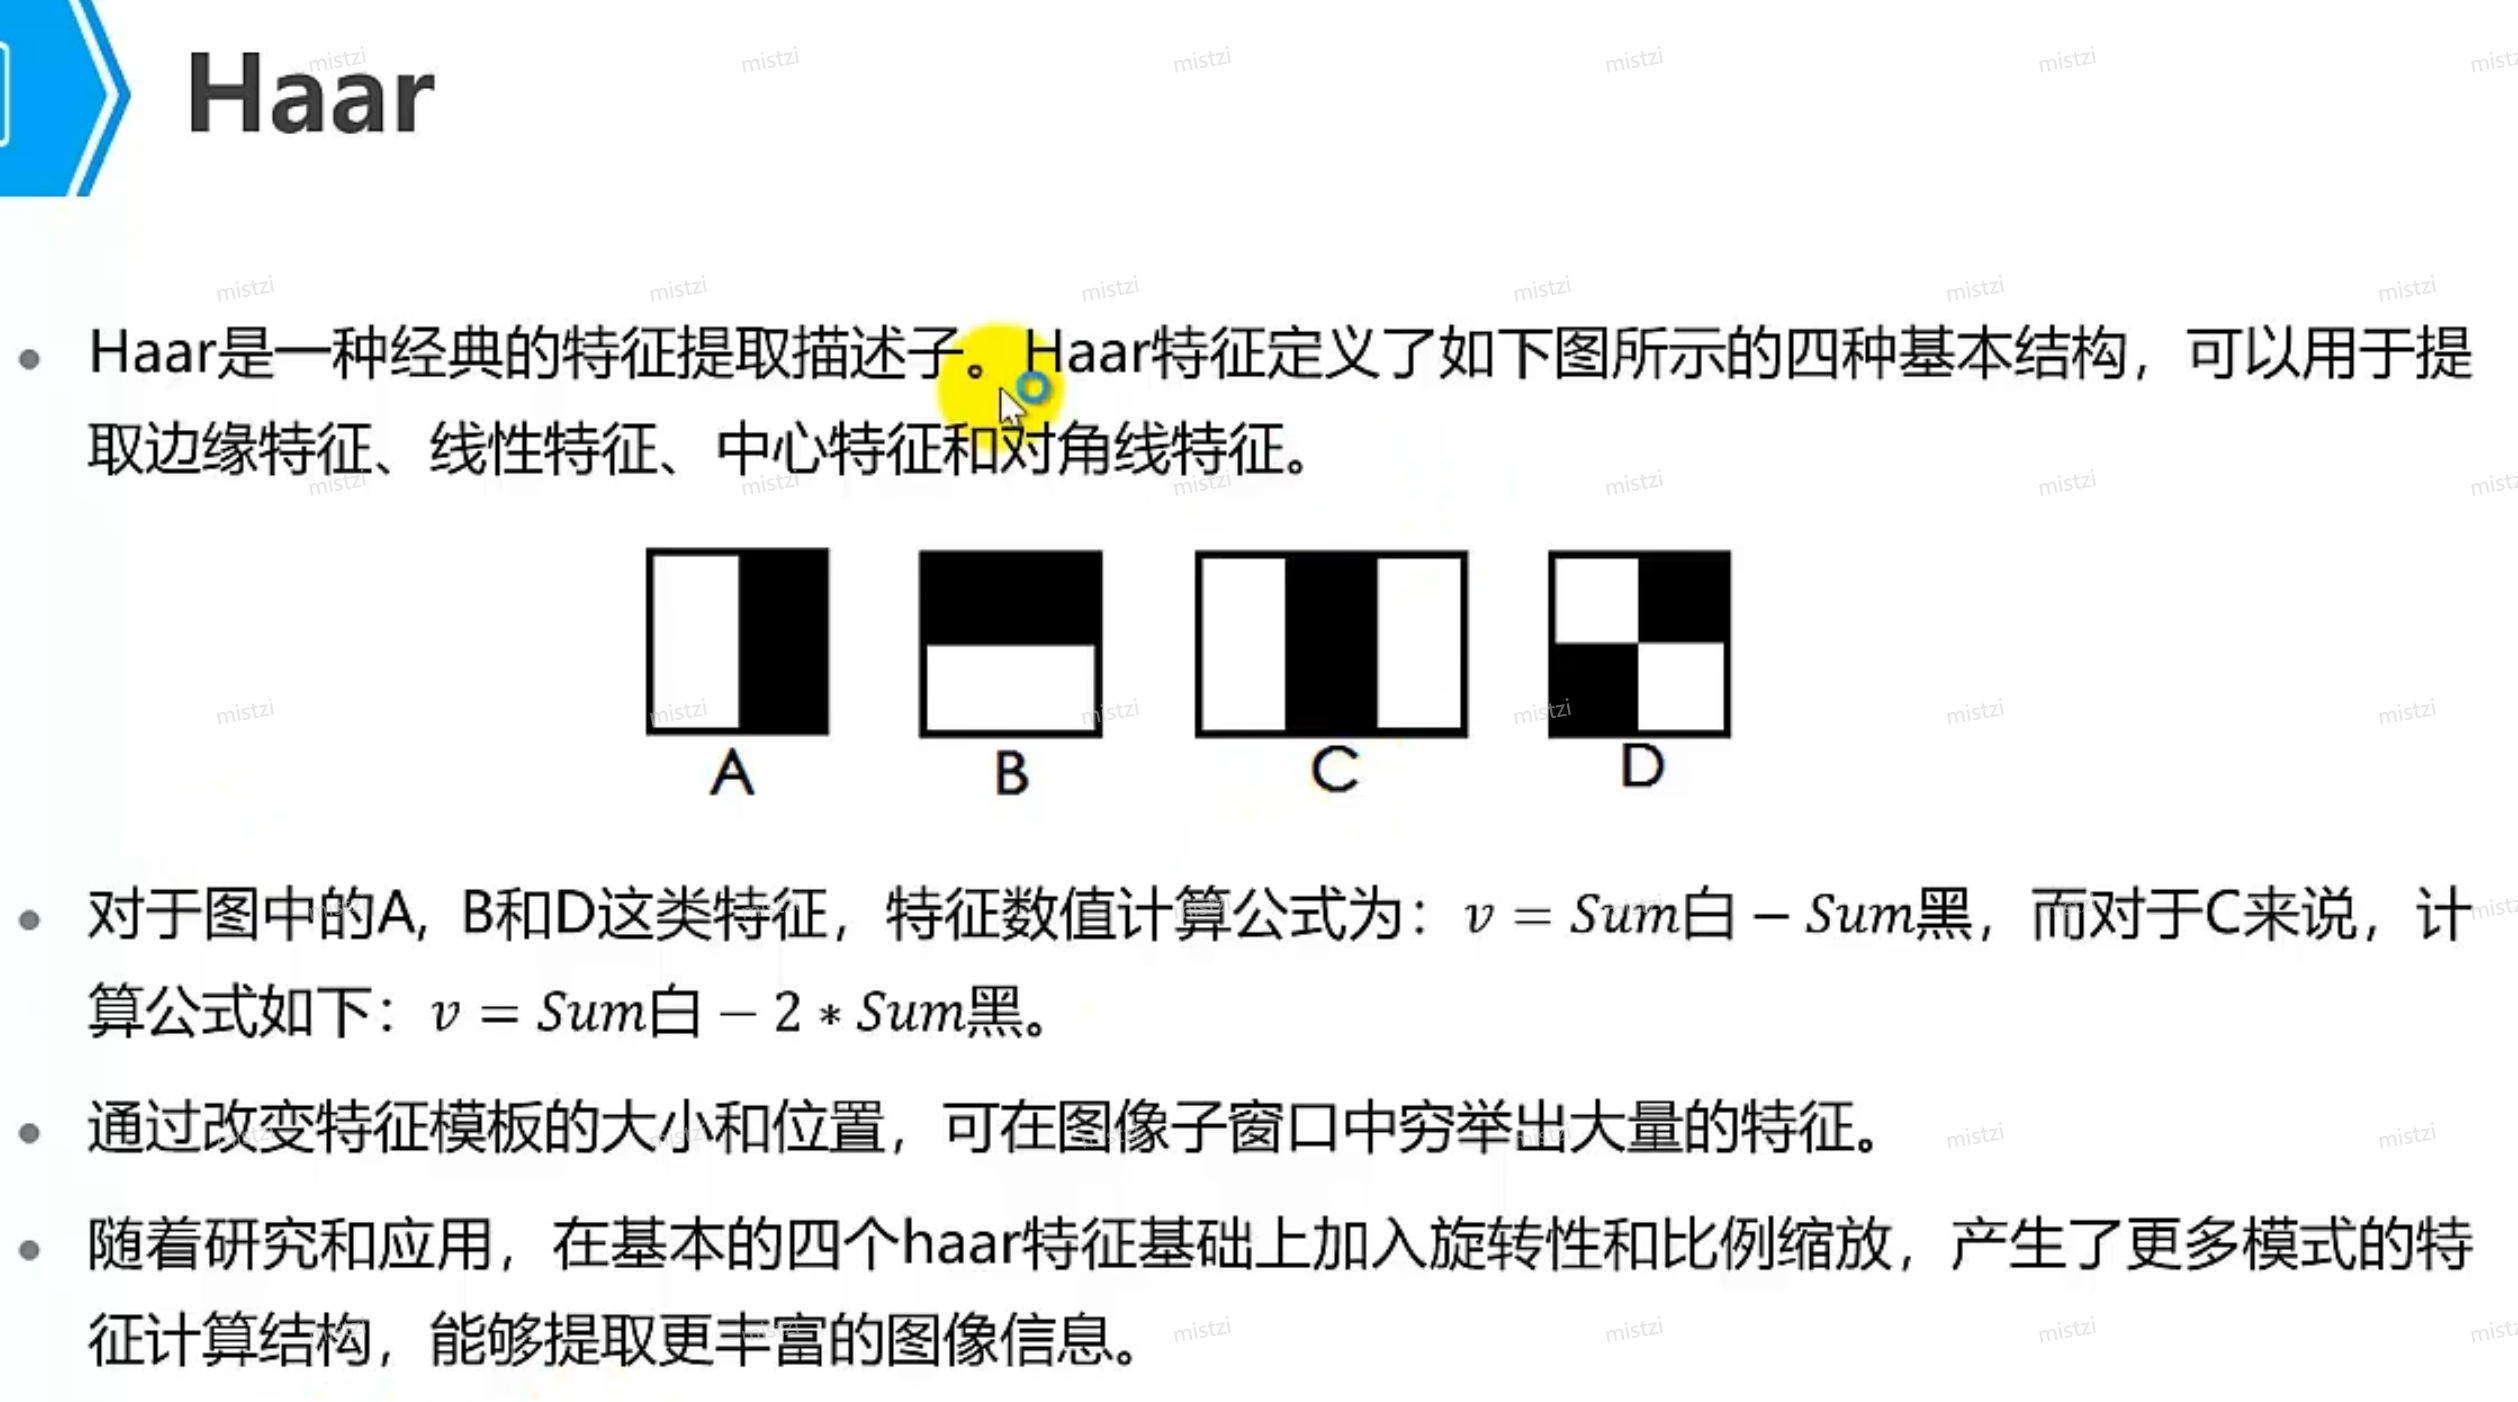 Haar
Haar是一种经典的特征提取描述子。Haar特征定义了如下图所示的四种基本结构，可以用于提
取边缘特征、线性特征、中心特征和对角线特征。
A B C D
对于图中的A，B和D这类特征，特征数值计算公式为：v = Sum白 − Sum黑，而对于C来说，计
算公式如下：v = Sum白 − 2 * Sum黑。
通过改变特征模板的大小和位置，可在图像子窗口中穷举出大量的特征。
随着研究和应用，在基本的四个haar特征基础上加入旋转性和比例缩放，产生了更多模式的特
征计算结构，能够提取更丰富的图像信息。
mistzi